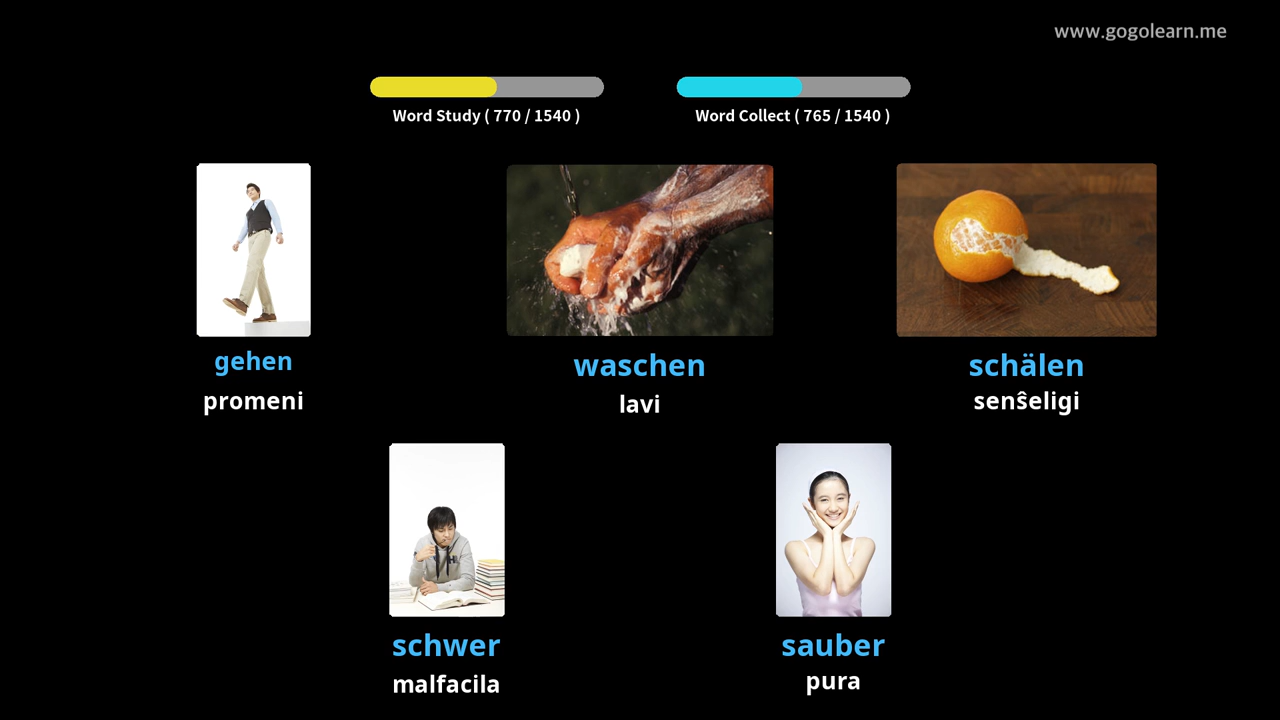 www.gogolearn.me
Word Study ( 770 / 1540 )
Word Collect ( 765 / 1540 )
gehen
promeni
waschen
lavi
schälen
senŝeligi
schwer
malfacila
sauber
pura